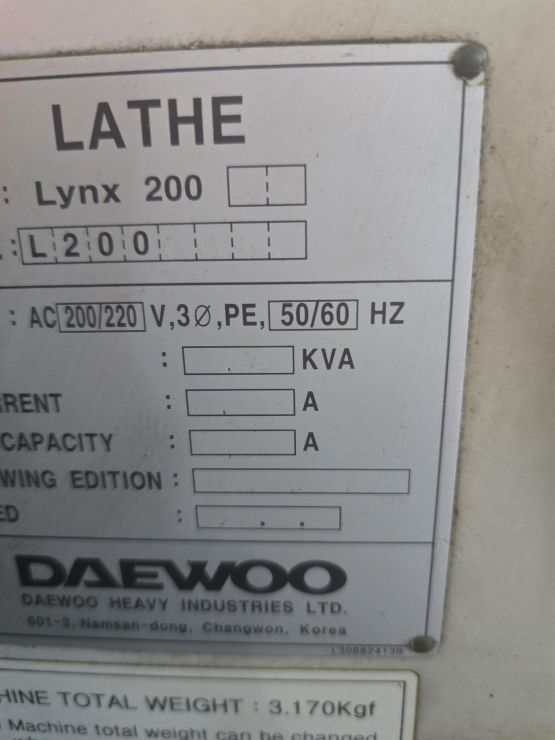 LATHE
: Lynx 200
.: L200
: AC 200/220 V,3Ø,PE, 50/60 HZ
: KVA
RRENT : A
CAPACITY : A
WING EDITION :
ED : . .
DAEWOO
DAEWOO HEAVY INDUSTRIES LTD.
601-3, Namsan-dong, Changwon, Korea
HINE TOTAL WEIGHT : 3.170Kgf
Machine total weight can be changed